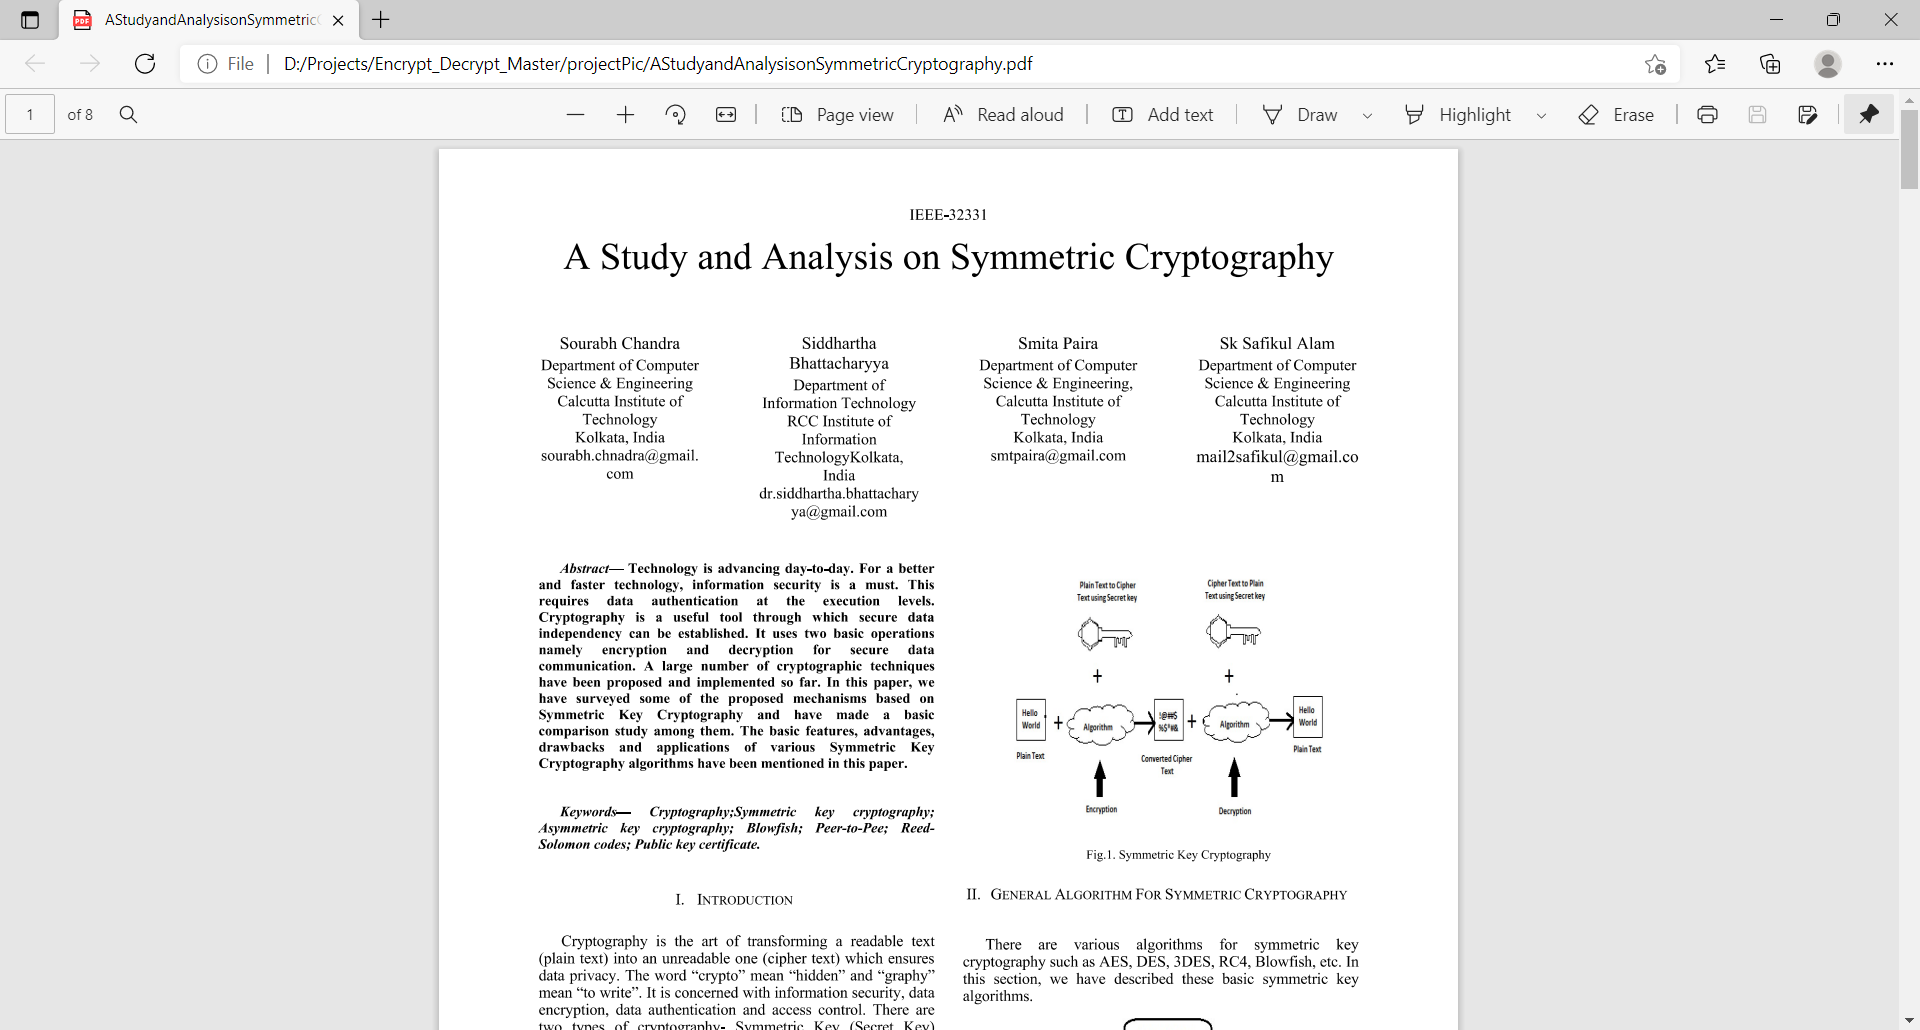 AStudyandAnalysisonSymmetricC
File
D:/Projects/Encrypt_Decrypt_Master/projectPic/AStudyandAnalysisonSymmetricCryptography.pdf
1 of 8
Page view
Read aloud
Add text
Draw
Highlight
Erase
IEEE-32331
A Study and Analysis on Symmetric Cryptography
Sourabh Chandra
Department of Computer
Science & Engineering
Calcutta Institute of
Technology
Kolkata, India
sourabh.chnadra@gmail.
com
Siddhartha
Bhattacharyya
Department of
Information Technology
RCC Institute of
Information
TechnologyKolkata,
India
dr.siddhartha.bhattachary
ya@gmail.com
Smita Paira
Department of Computer
Science & Engineering,
Calcutta Institute of
Technology
Kolkata, India
smtpaira@gmail.com
Sk Safikul Alam
Department of Computer
Science & Engineering
Calcutta Institute of
Technology
Kolkata, India
mail2safikul@gmail.co
m
Abstract— Technology is advancing day-to-day. For a better
and faster technology, information security is a must. This
requires data authentication at the execution levels.
Cryptography is a useful tool through which secure data
independency can be established. It uses two basic operations
namely encryption and decryption for secure data
communication. A large number of cryptographic techniques
have been proposed and implemented so far. In this paper, we
have surveyed some of the proposed mechanisms based on
Symmetric Key Cryptography and have made a basic
comparison study among them. The basic features, advantages,
drawbacks and applications of various Symmetric Key
Cryptography algorithms have been mentioned in this paper.
Keywords— Cryptography;Symmetric key cryptography;
Asymmetric key cryptography; Blowfish; Peer-to-Pee; Reed-
Solomon codes; Public key certificate.
I. INTRODUCTION
Cryptography is the art of transforming a readable text
(plain text) into an unreadable one (cipher text) which ensures
data privacy. The word “crypto” mean “hidden” and “graphy”
mean “to write”. It is concerned with information security, data
encryption, data authentication and access control. There are
two types of cryptography- Symmetric Key (Secret Key)
Plain Text to Cipher
Text using Secret key
Cipher Text to Plain
Text using Secret key
+
+
Hello
World
+
Algorithm
!@#$
%$*#&
+
Algorithm
Hello
World
Plain Text
Converted Cipher
Text
Plain Text
Encryption
Decryption
Fig.1. Symmetric Key Cryptography
II. GENERAL ALGORITHM FOR SYMMETRIC CRYPTOGRAPHY
There are various algorithms for symmetric key
cryptography such as AES, DES, 3DES, RC4, Blowfish, etc. In
this section, we have described these basic symmetric key
algorithms.